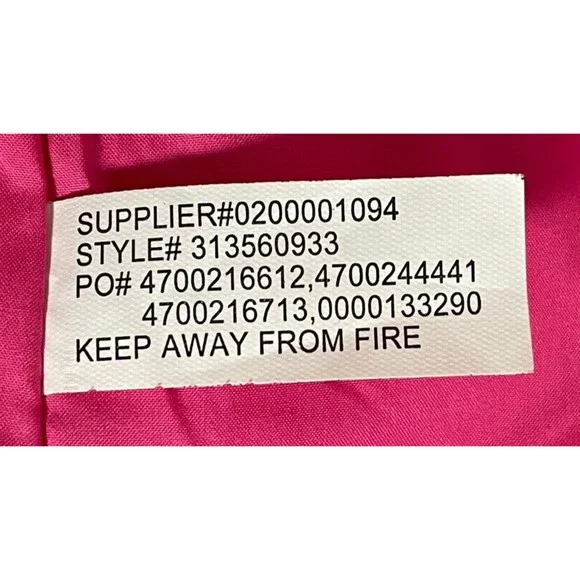 SUPPLIER#0200001094
STYLE# 313560933
PO# 4700216612,4700244441
4700216713,0000133290
KEEP AWAY FROM FIRE